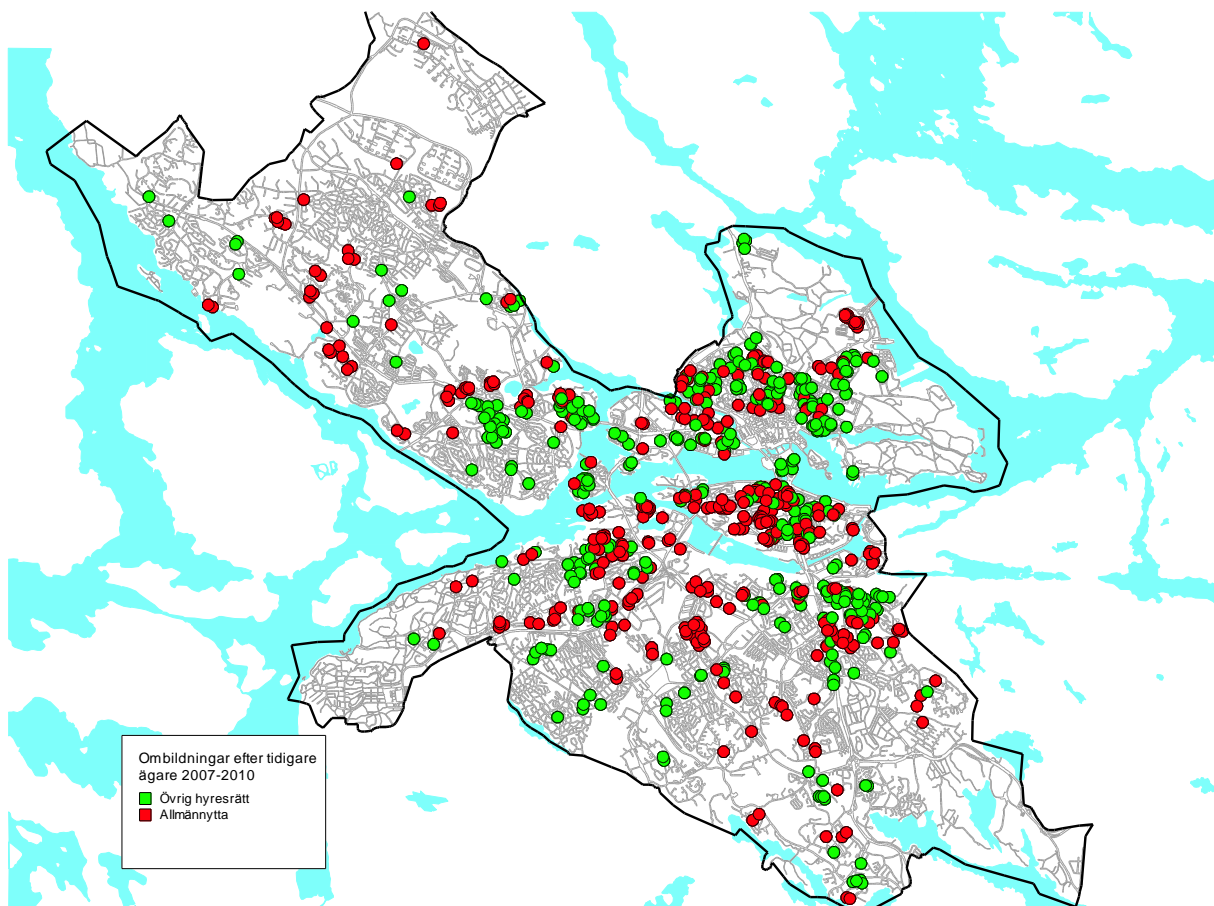 Ombildningar efter tidigare
ägare 2007-2010
Övrig hyresrätt
Allmännytta